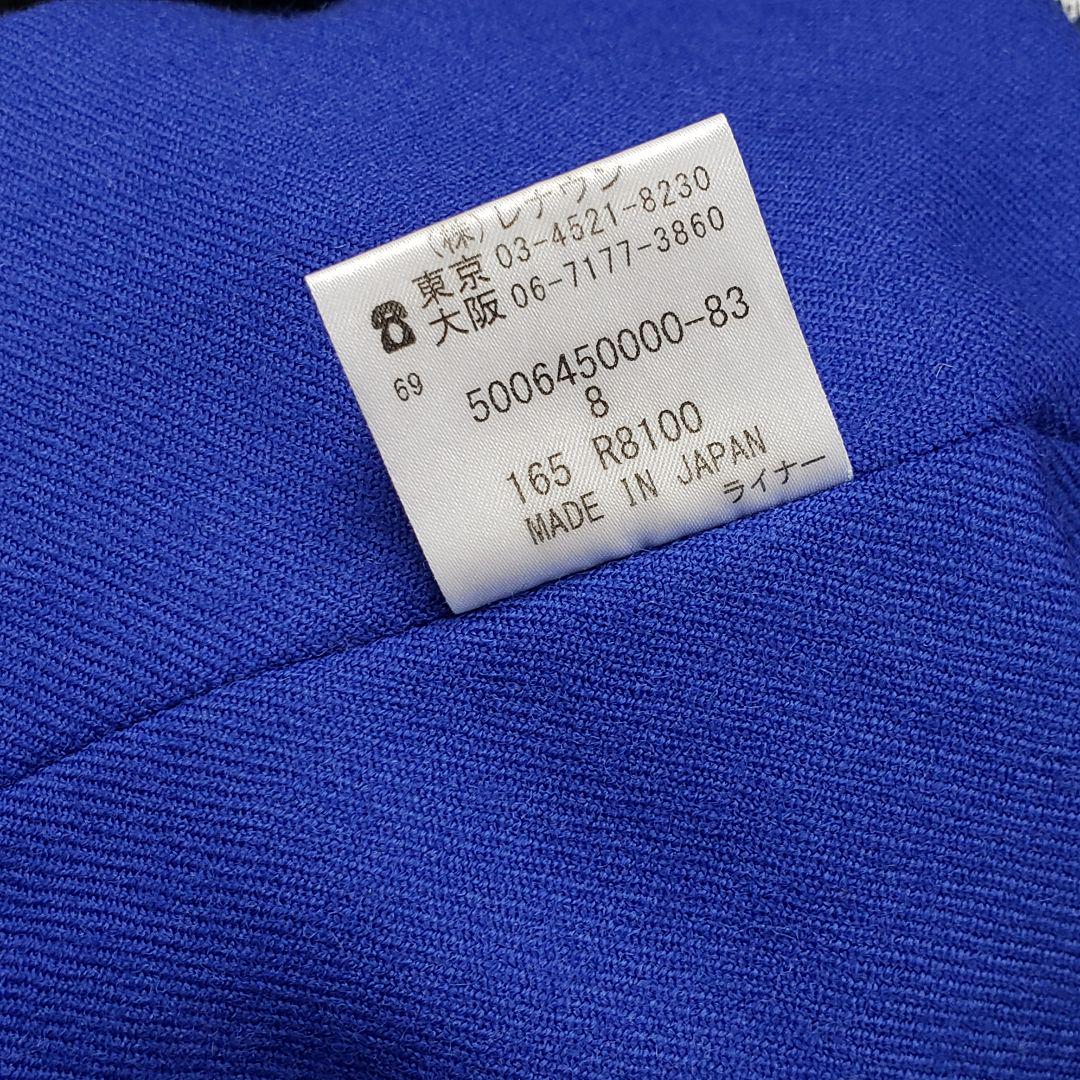 (株)レナウン
東京 03-4521-8230
大阪 06-7177-3860
69 5006450000-83
8
165 R8100
MADE IN JAPAN
ライナー